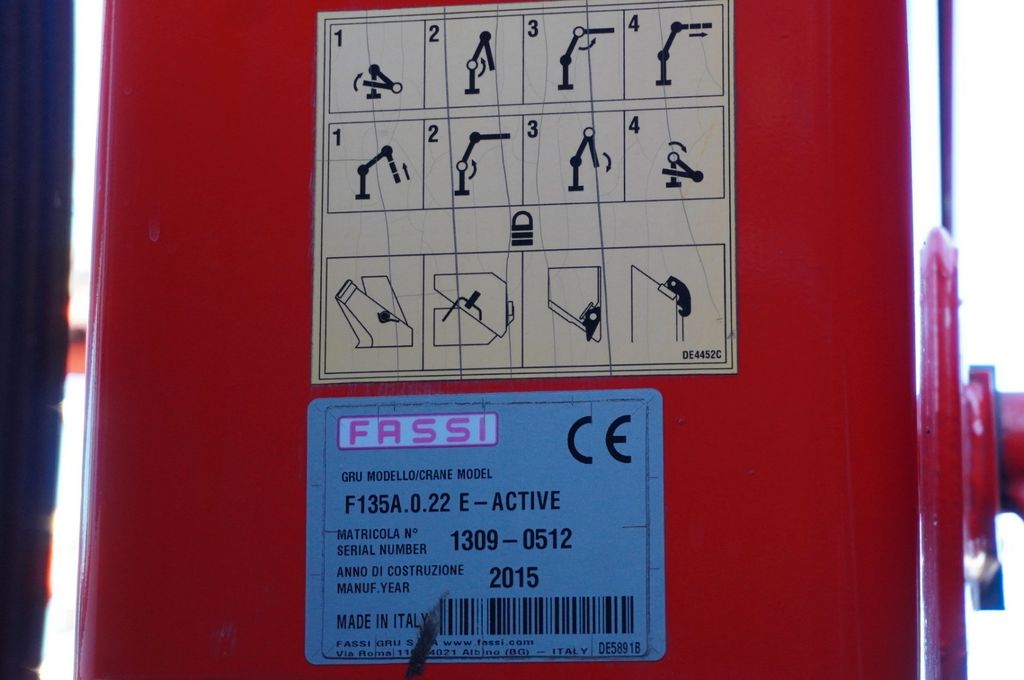 1 2 3 4
1 2 3 4
DE4452C
FASSI CE
GRU MODELLO/CRANE MODEL
F135A.0.22 E-ACTIVE
MATRICOLA N°
SERIAL NUMBER 1309-0512
ANNO DI COSTRUZIONE
MANUF.YEAR 2015
MADE IN ITALY
FASSI GRU www.fassi.com
Via Roma Albino (BG) - ITALY DE5891B